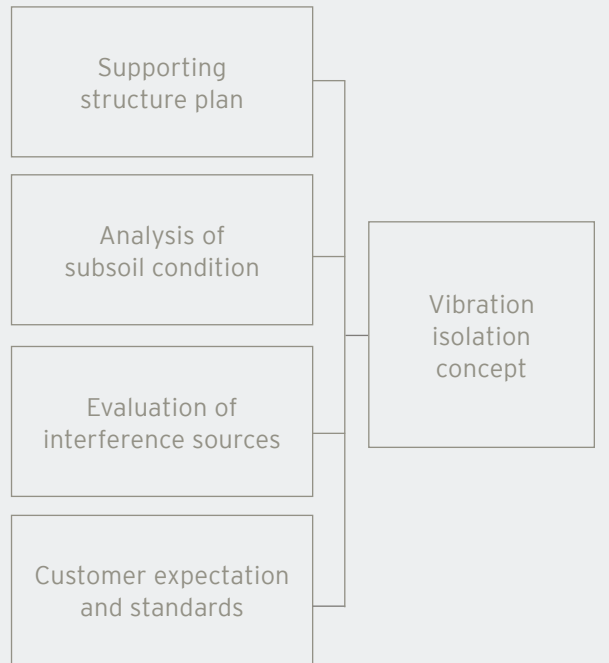 Supporting
structure plan
Analysis of
subsoil condition
Evaluation of
interference sources
Customer expectation
and standards
Vibration
isolation
concept